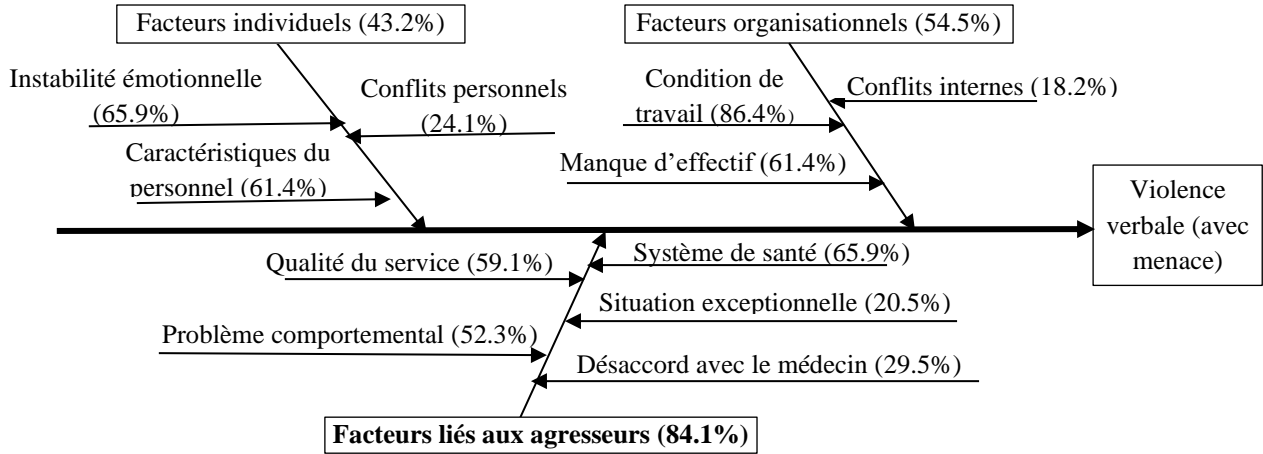 Facteurs individuels (43.2%)
Facteurs organisationnels (54.5%)
Instabilité émotionnelle
(65.9%)
Conflits personnels
(24.1%)
Caractéristiques du
personnel (61.4%)
Condition de
travail (86.4%)
Conflits internes (18.2%)
Manque d’effectif (61.4%)
Violence
verbale (avec
menace)
Qualité du service (59.1%)
Système de santé (65.9%)
Situation exceptionnelle (20.5%)
Problème comportemental (52.3%)
Désaccord avec le médecin (29.5%)
Facteurs liés aux agresseurs (84.1%)